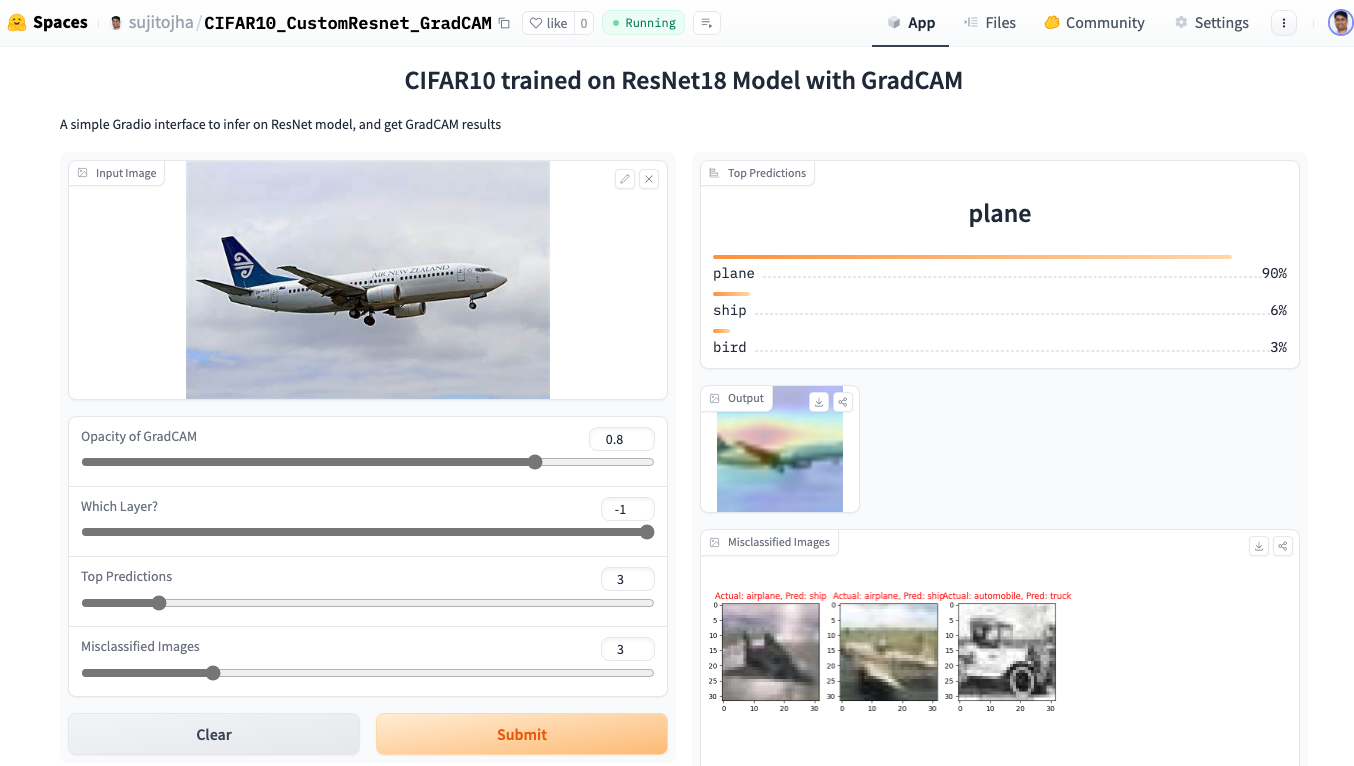 Spaces sujitojha/CIFAR10_CustomResnet_GradCAM like 0 Running App Files Community Settings
CIFAR10 trained on ResNet18 Model with GradCAM
A simple Gradio interface to infer on ResNet model, and get GradCAM results
Input Image
AIR NEW ZEALAND
Opacity of GradCAM 0.8
Which Layer? -1
Top Predictions 3
Misclassified Images 3
Clear Submit
Top Predictions
plane
plane 90%
ship 6%
bird 3%
Output
Misclassified Images
Actual: airplane, Pred: ship Actual: airplane, Pred: ship Actual: automobile, Pred: truck
0 0 0
5 5 5
10 10 10
15 15 15
20 20 20
25 25 25
30 30 30
0 10 20 30 0 10 20 30 0 10 20 30